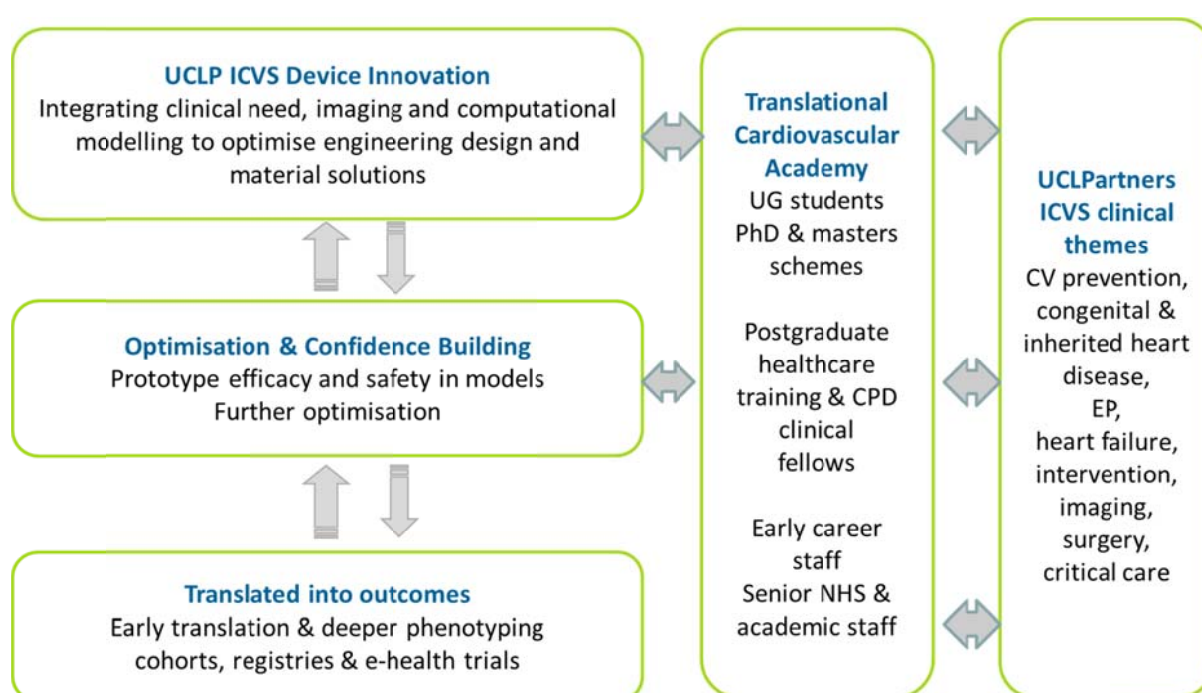 UCLP ICVS Device Innovation
Integrating clinical need, imaging and computational
modelling to optimise engineering design and
material solutions
Optimisation & Confidence Building
Prototype efficacy and safety in models
Further optimisation
Translated into outcomes
Early translation & deeper phenotyping
cohorts, registries & e-health trials
Translational
Cardiovascular
Academy
UG students
PhD & masters
schemes
Postgraduate
healthcare
training & CPD
clinical
fellows
Early career
staff
Senior NHS &
academic staff
UCLPartners
ICVS clinical
themes
CV prevention,
congenital &
inherited heart
disease,
EP,
heart failure,
intervention,
imaging,
surgery,
critical care